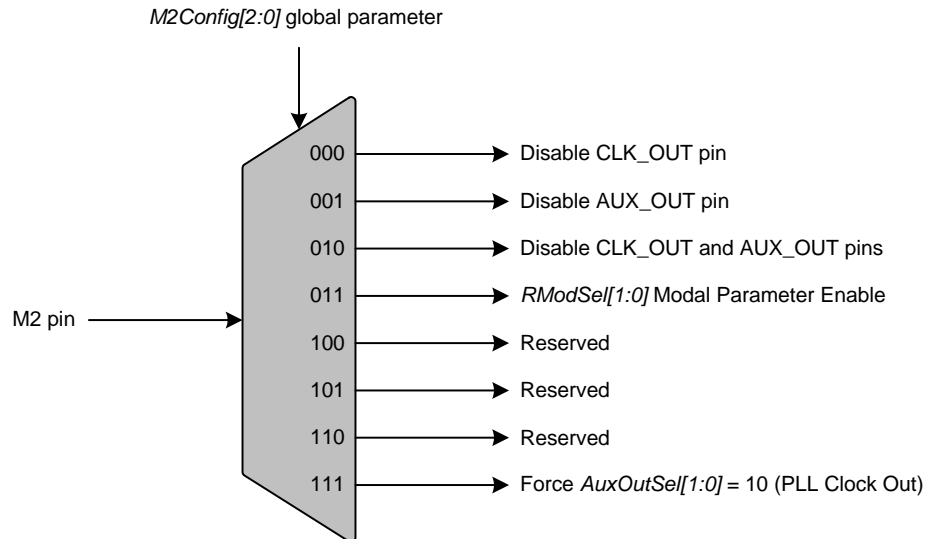 M2Config[2:0] global parameter
000 Disable CLK_OUT pin
001 Disable AUX_OUT pin
010 Disable CLK_OUT and AUX_OUT pins
011 RModSel[1:0] Modal Parameter Enable
M2 pin
100 Reserved
101 Reserved
110 Reserved
111 Force AuxOutSel[1:0] = 10 (PLL Clock Out)